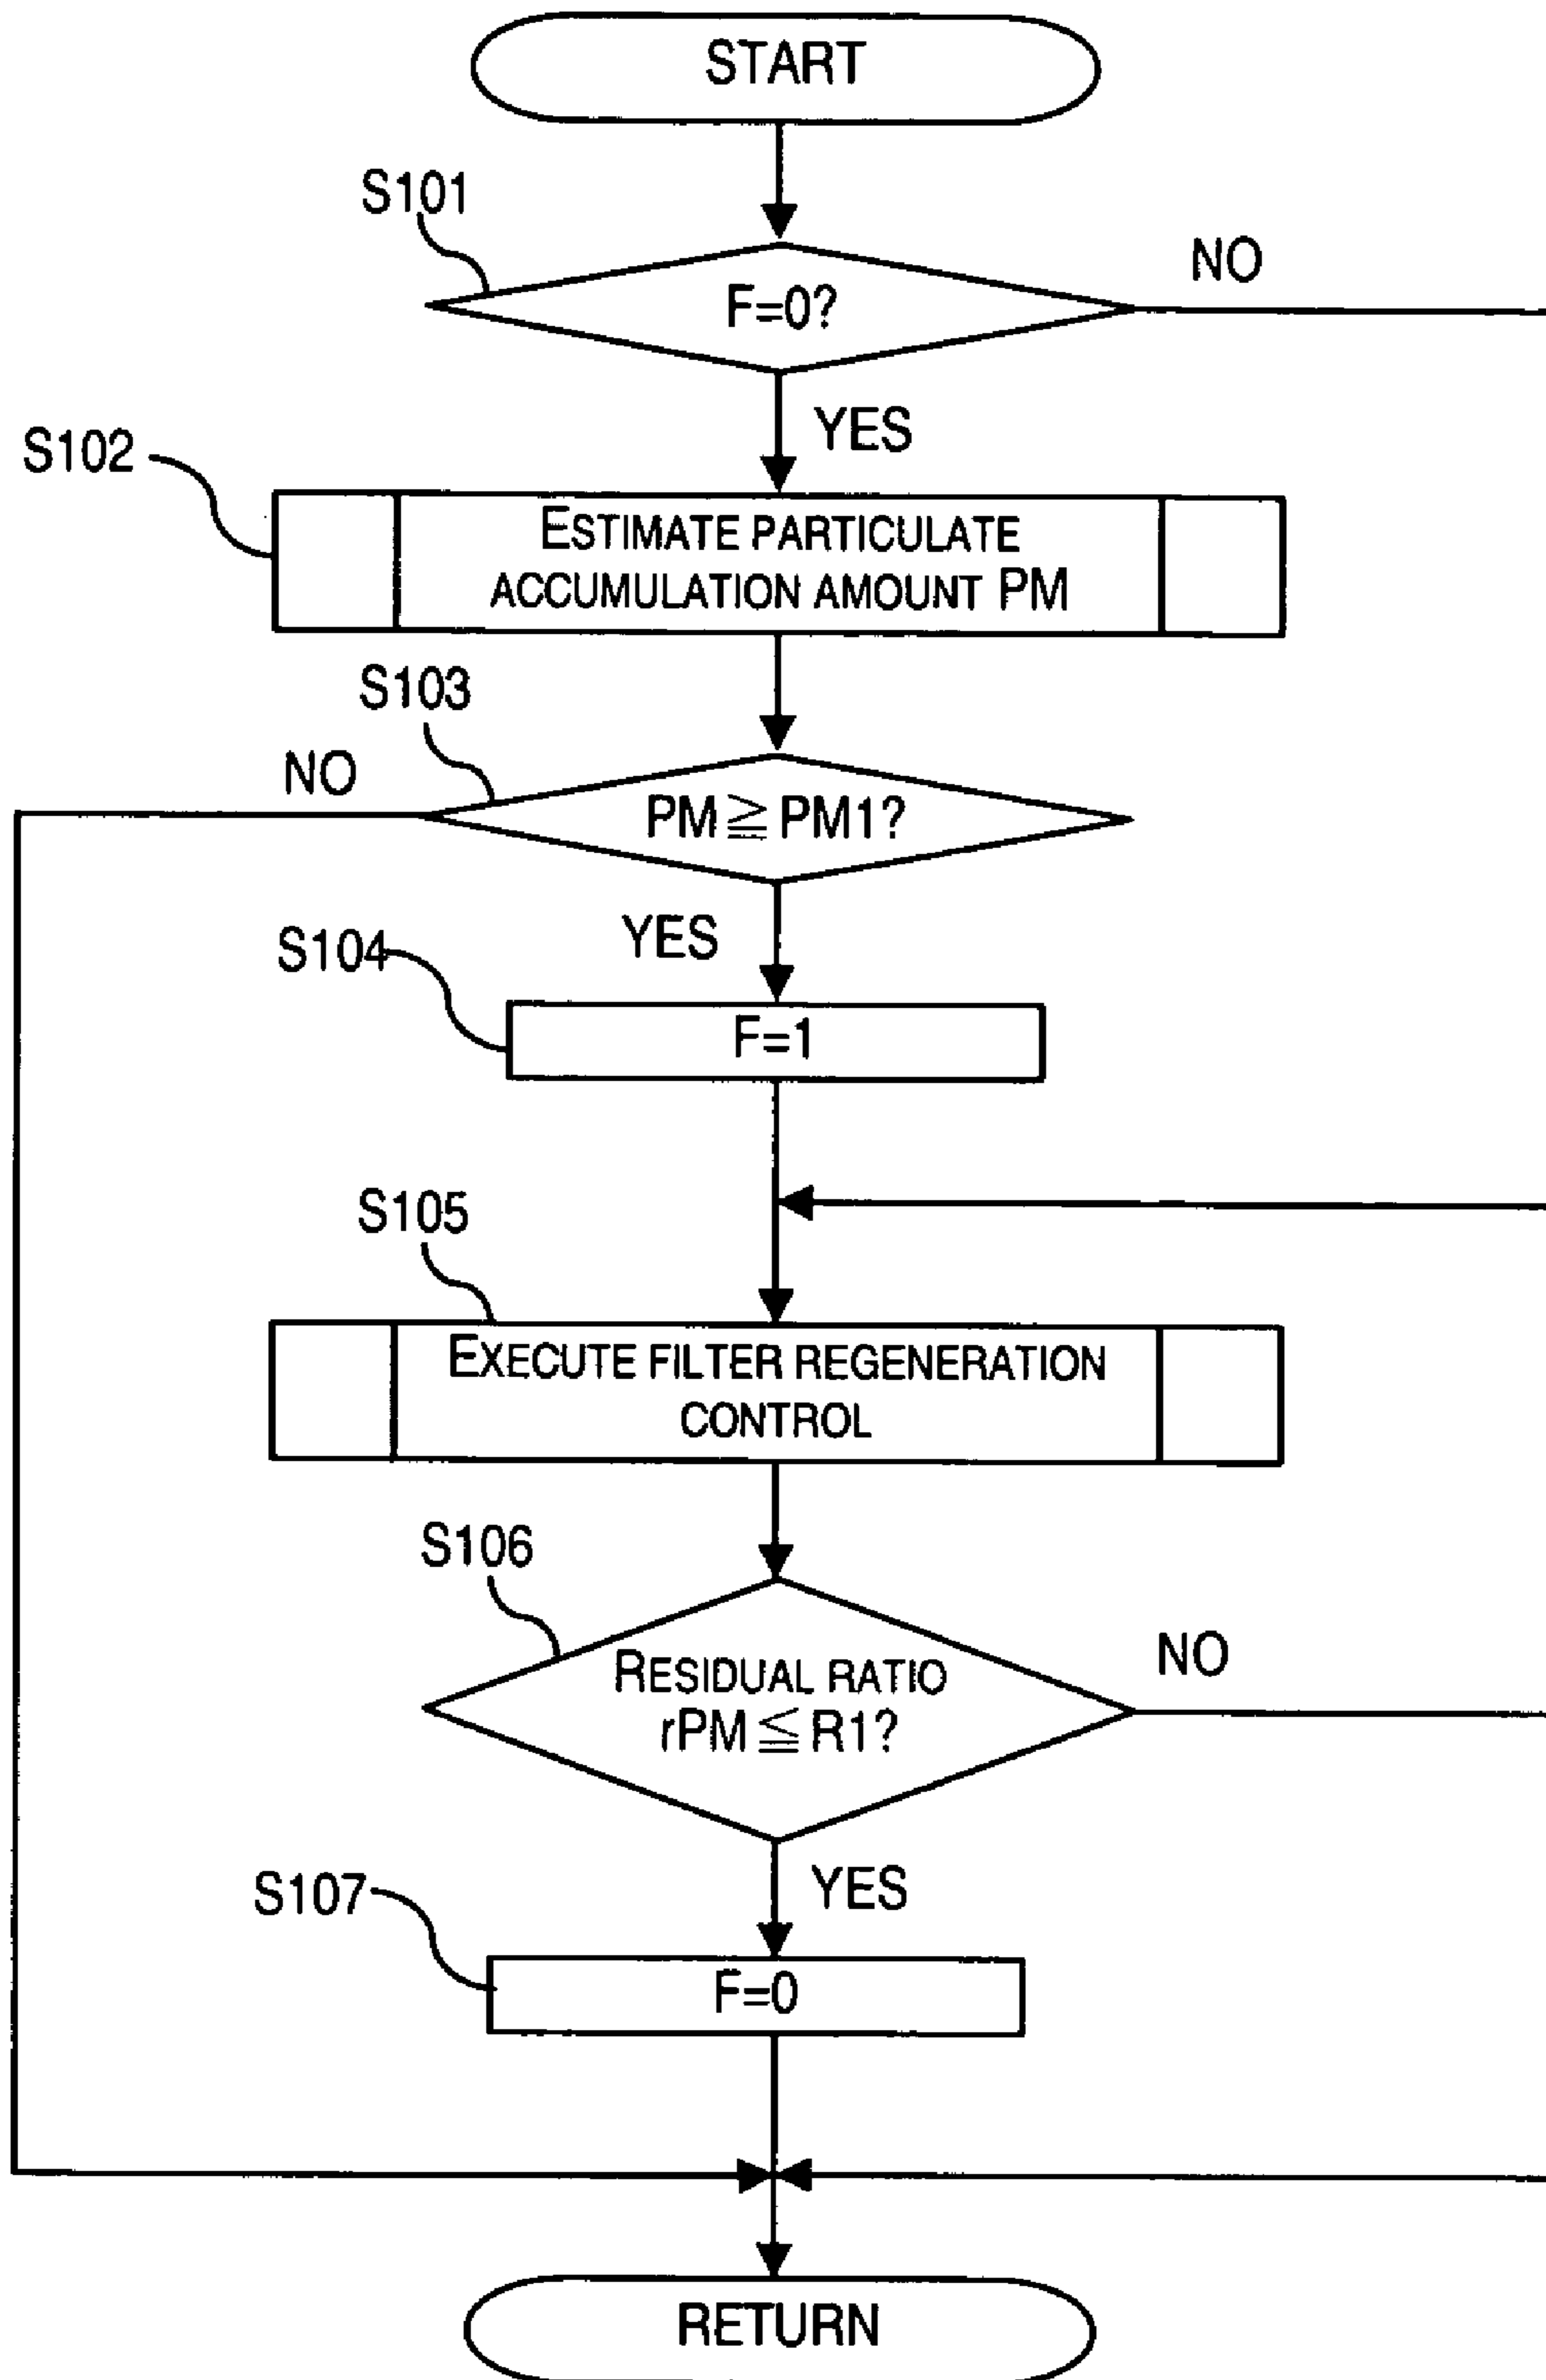 START
S101
NO
F=0?
YES
S102
ESTIMATE PARTICULATE
ACCUMULATION AMOUNT PM
S103
NO
PM ≧ PM1?
YES
S104
F=1
S105
EXECUTE FILTER REGENERATION
CONTROL
S106
NO
RESIDUAL RATIO
rPM ≦ R1?
YES
S107
F=0
RETURN